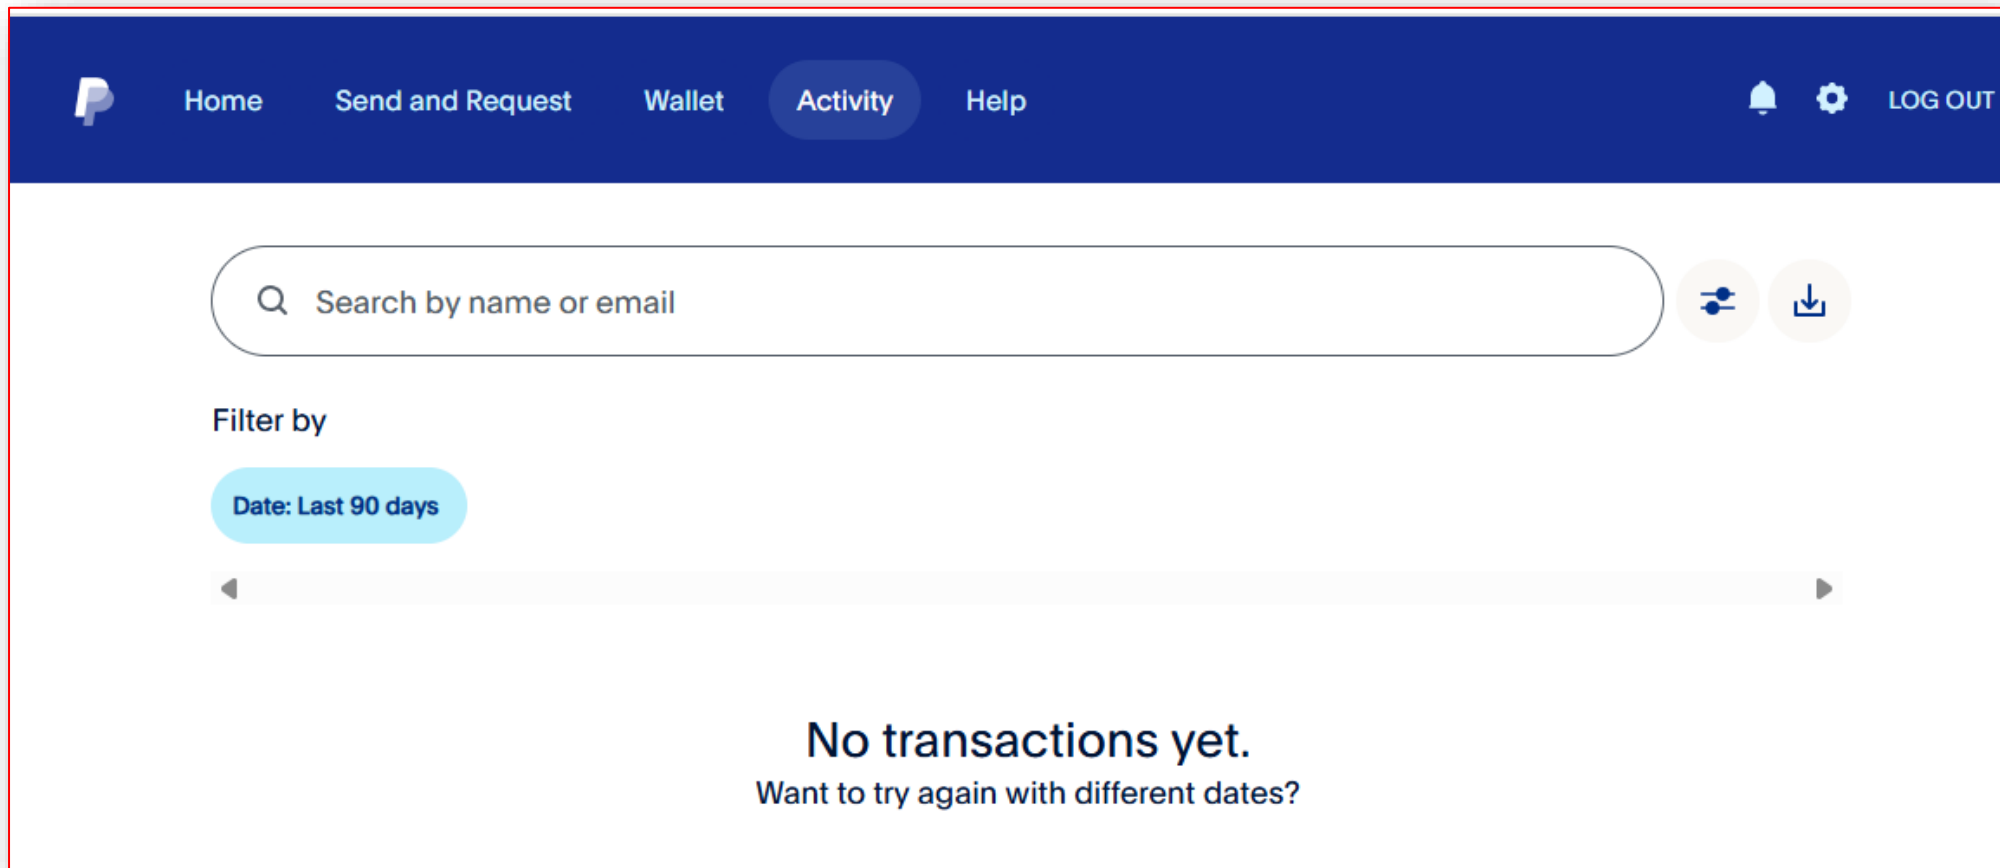 Home Send and Request Wallet Activity Help LOG OUT
Search by name or email
Filter by
Date: Last 90 days
No transactions yet.
Want to try again with different dates?